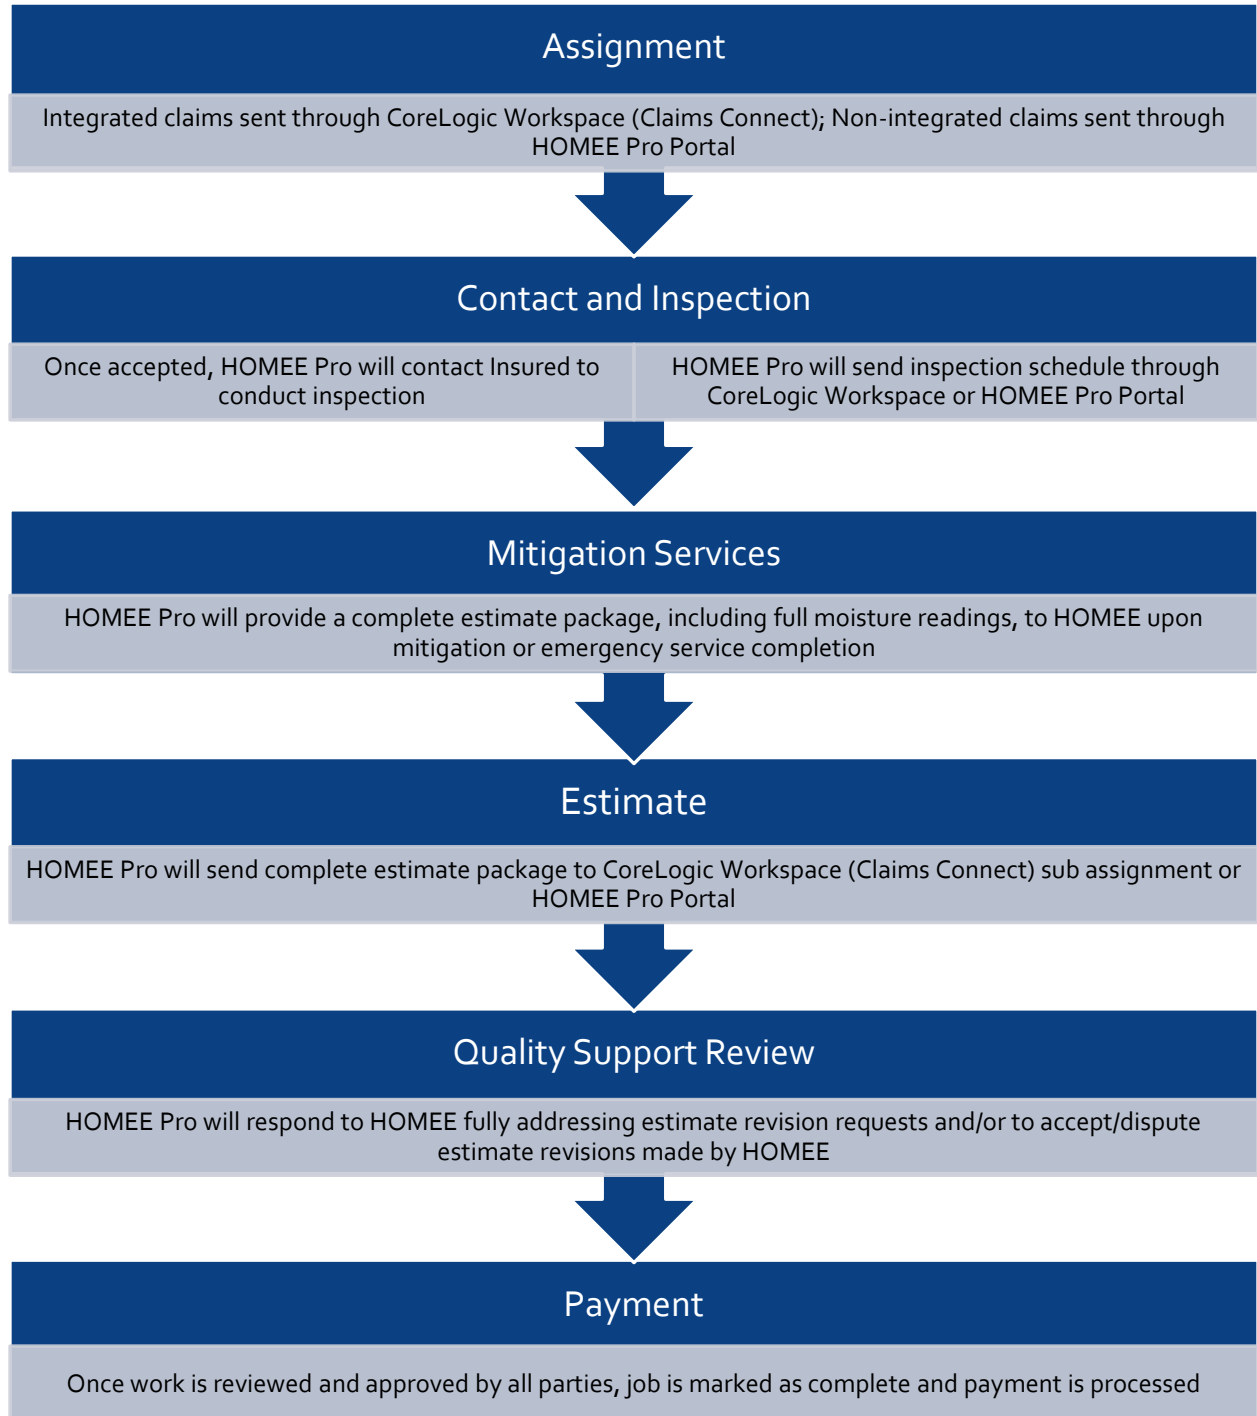 Assignment
Integrated claims sent through CoreLogic Workspace (Claims Connect); Non-integrated claims sent through
HOMEE Pro Portal
Contact and Inspection
Once accepted, HOMEE Pro will contact Insured to
conduct inspection
HOMEE Pro will send inspection schedule through
CoreLogic Workspace or HOMEE Pro Portal
Mitigation Services
HOMEE Pro will provide a complete estimate package, including full moisture readings, to HOMEE upon
mitigation or emergency service completion
Estimate
HOMEE Pro will send complete estimate package to CoreLogic Workspace (Claims Connect) sub assignment or
HOMEE Pro Portal
Quality Support Review
HOMEE Pro will respond to HOMEE fully addressing estimate revision requests and/or to accept/dispute
estimate revisions made by HOMEE
Payment
Once work is reviewed and approved by all parties, job is marked as complete and payment is processed